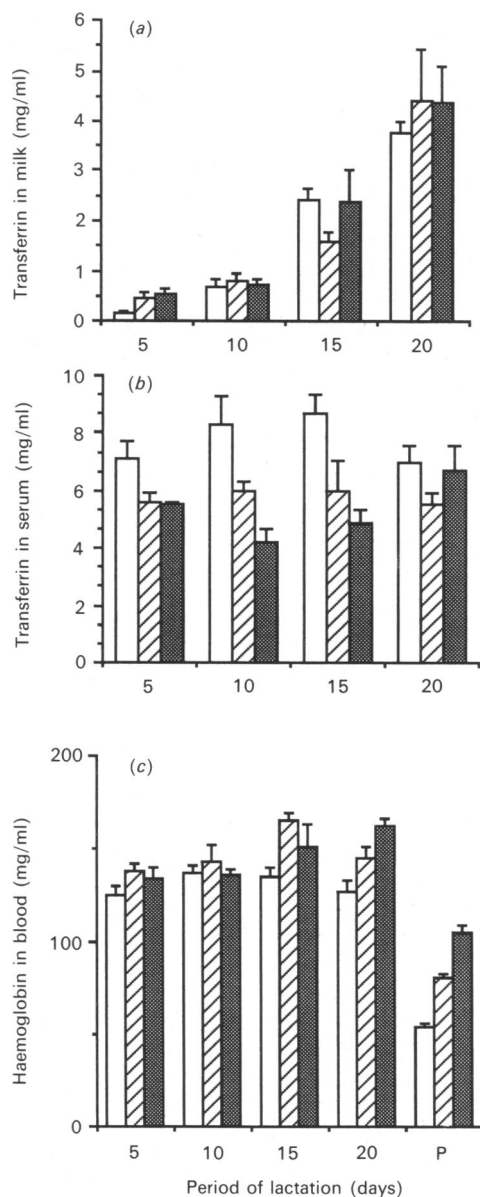 (a)
Transferrin in milk (mg/ml)
6
5
4
3
2
1
0
5 10 15 20
(b)
Transferrin in serum (mg/ml)
10
8
6
4
2
0
5 10 15 20
(c)
Haemoglobin in blood (mg/ml)
200
100
0
5 10 15 20 P
Period of lactation (days)